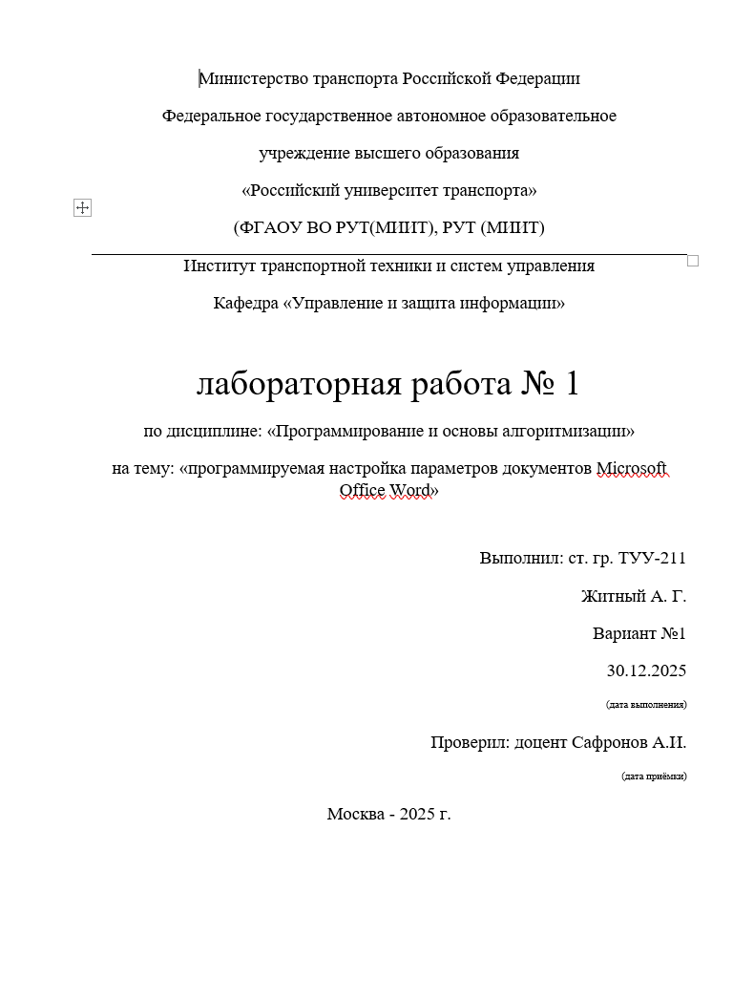 Министерство транспорта Российской Федерации
Федеральное государственное автономное образовательное
учреждение высшего образования
«Российский университет транспорта»
(ФГАОУ ВО РУТ(МИИТ), РУТ (МИИТ)
Институт транспортной техники и систем управления
Кафедра «Управление и защита информации»
лабораторная работа № 1
по дисциплине: «Программирование и основы алгоритмизации»
на тему: «программируемая настройка параметров документов Microsoft
Office Word»
Выполнил: ст. гр. ТУУ-211
Житный А. Г.
Вариант №1
30.12.2025
(дата выполнения)
Проверил: доцент Сафронов А.И.
(дата приёмки)
Москва - 2025 г.